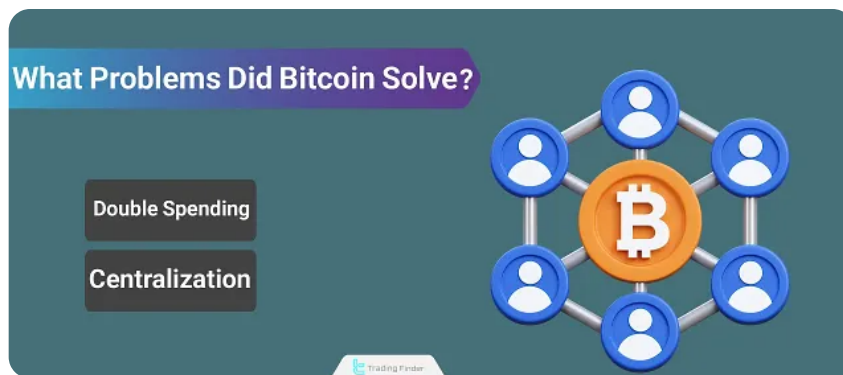 What Problems Did Bitcoin Solve?
Double Spending
Centralization
Trading Finder